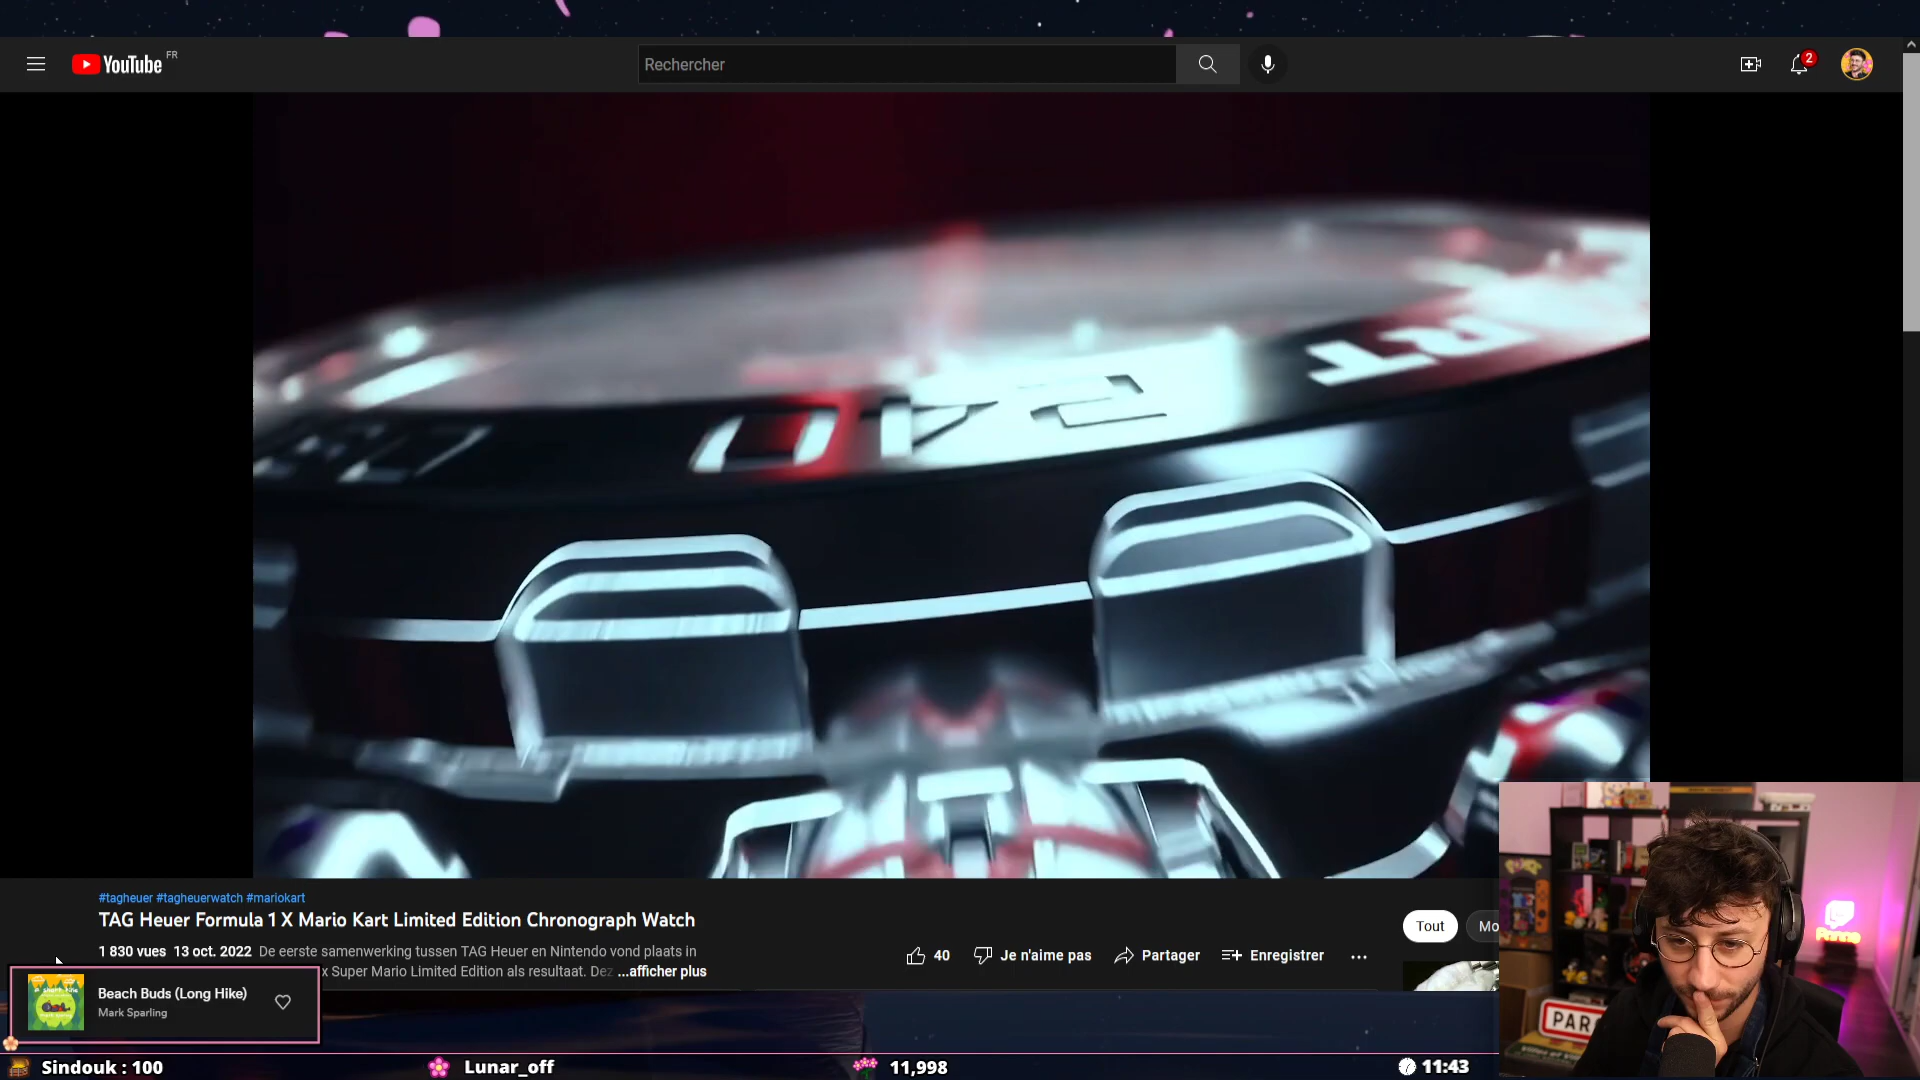 YouTube FR
Rechercher
2
RT
240
#tagheuer #tagheuerwatch #mariokart
TAG Heuer Formula 1 X Mario Kart Limited Edition Chronograph Watch
1 830 vues 13 oct. 2022 De eerste samenwerking tussen TAG Heuer en Nintendo vond plaats in
x Super Mario Limited Edition als resultaat. Dez ...afficher plus
40
Je n'aime pas
Partager
Enregistrer
Tout
Mo
Beach Buds (Long Hike)
Mark Sparling
PAR
Sindouk : 100
Lunar_off
11,998
11:43